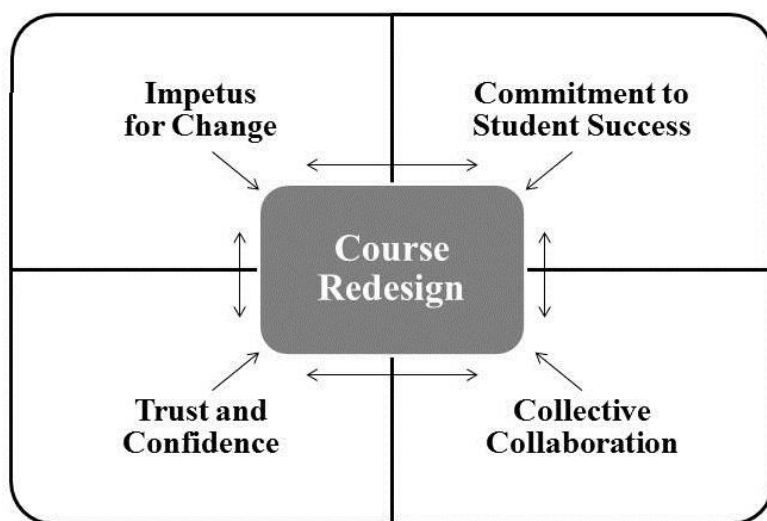 Impetus
for Change
Commitment to
Student Success
Course
Redesign
Trust and
Confidence
Collective
Collaboration